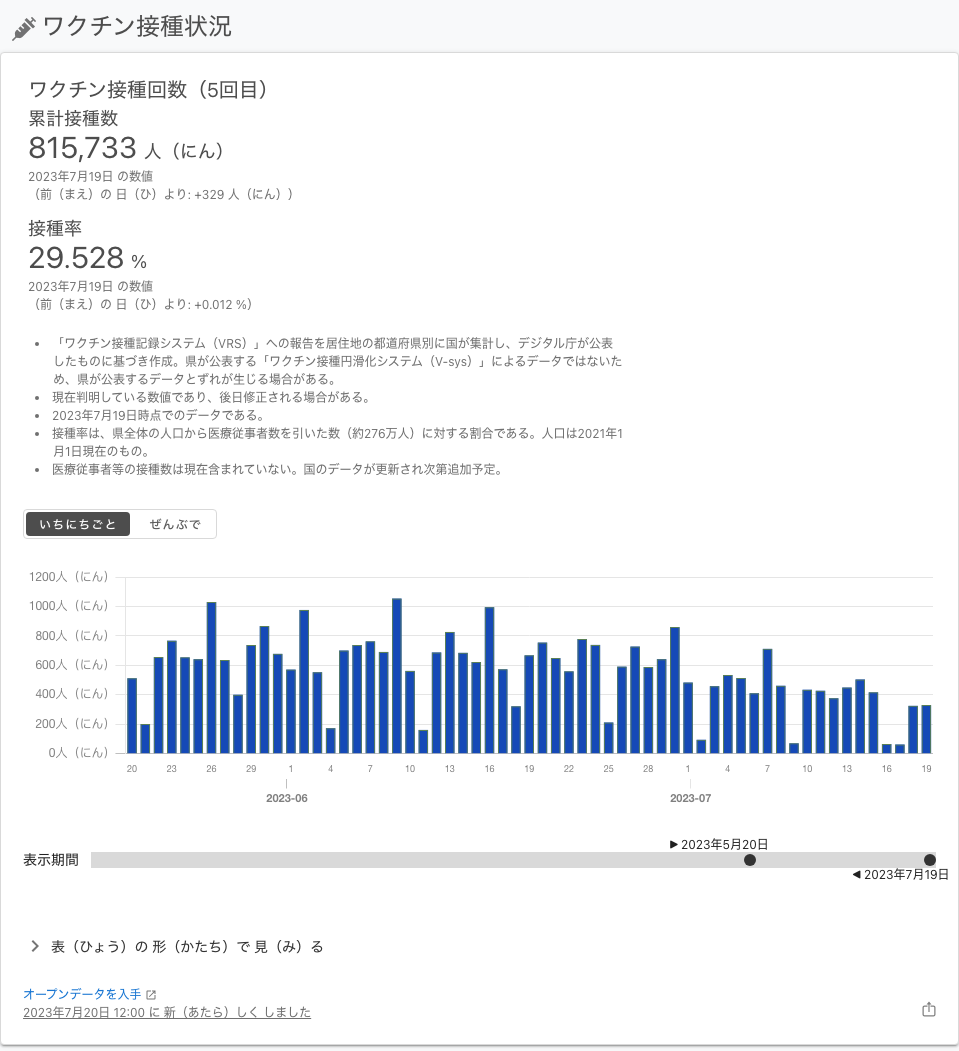 ワクチン接種状況
ワクチン接種回数（5回目）
累計接種数
815,733 人（にん）
2023年7月19日 の数値
（前（まえ）の 日（ひ）より: +329 人（にん））
接種率
29.528 %
2023年7月19日 の数値
（前（まえ）の 日（ひ）より: +0.012 %）
• 「ワクチン接種記録システム（VRS）」への報告を居住地の都道府県別に国が集計し、デジタル庁が公表
したものに基づき作成。県が公表する「ワクチン接種円滑化システム（V-sys）」によるデータではないた
め、県が公表するデータとずれが生じる場合がある。
• 現在判明している数値であり、後日修正される場合がある。
• 2023年7月19日時点でのデータである。
• 接種率は、県全体の人口から医療従事者数を引いた数（約276万人）に対する割合である。人口は2021年1
月1日現在のもの。
• 医療従事者等の接種数は現在含まれていない。国のデータが更新され次第追加予定。
いちにちごと ぜんぶで
1200人（にん）
1000人（にん）
800人（にん）
600人（にん）
400人（にん）
200人（にん）
0人（にん）
20 23 26 29 1 4 7 10 13 16 19 22 25 28 1 4 7 10 13 16 19
2023-06 2023-07
▶ 2023年5月20日
表示期間
◀ 2023年7月19日
表（ひょう）の 形（かたち）で 見（み）る
オープンデータを入手
2023年7月20日 12:00 に 新（あたら）しく しました